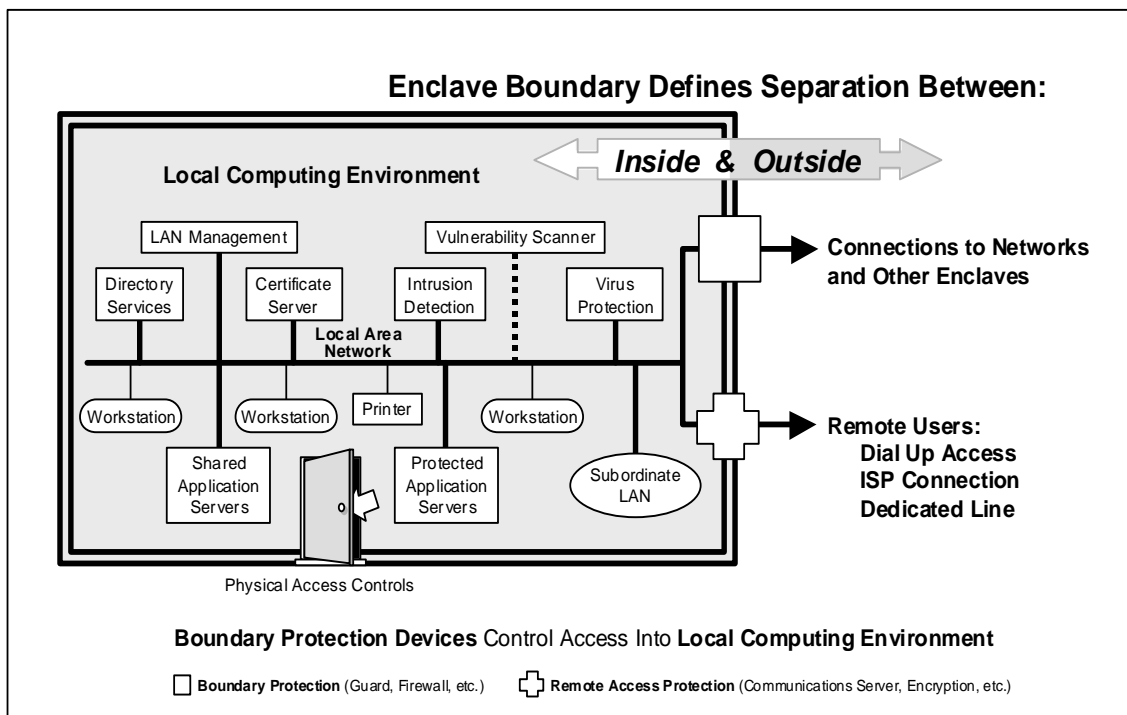 Enclave Boundary Defines Separation Between:
Inside & Outside
Local Computing Environment
LAN Management
Vulnerability Scanner
Directory
Services
Certificate
Server
Intrusion
Detection
Virus
Protection
Connections to Networks
and Other Enclaves
Local Area
Network
Workstation
Workstation
Printer
Workstation
Shared
Application
Servers
Protected
Application
Servers
Subordinate
LAN
Remote Users:
Dial Up Access
ISP Connection
Dedicated Line
Physical Access Controls
Boundary Protection Devices Control Access Into Local Computing Environment
Boundary Protection (Guard, Firewall, etc.)
Remote Access Protection (Communications Server, Encryption, etc.)